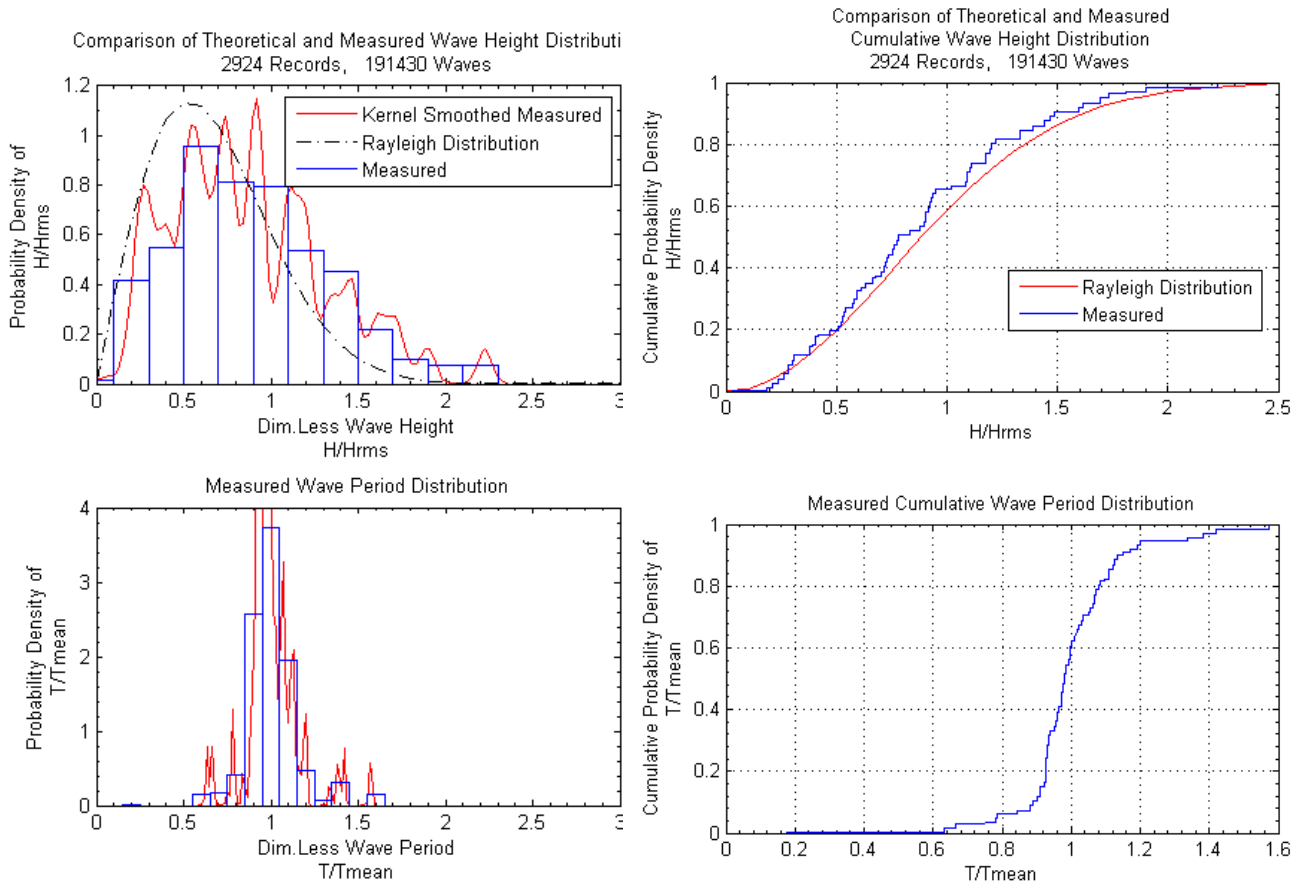 Comparison of Theoretical and Measured Wave Height Distributi
2924 Records, 191430 Waves
1.2
1
0.8
0.6
0.4
0.2
0
Probability Density of
H/Hrms
Kernel Smoothed Measured
Rayleigh Distribution
Measured
0
0.5
1
1.5
2
2.5
3
Dim.Less Wave Height
H/Hrms
Comparison of Theoretical and Measured
Cumulative Wave Height Distribution
2924 Records, 191430 Waves
1
0.8
0.6
0.4
0.2
0
Cumulative Probability Density
H/Hrms
Rayleigh Distribution
Measured
0
0.5
1
1.5
2
2.5
H/Hrms
Measured Wave Period Distribution
4
3
2
1
0
Probability Density of
T/Tmean
0
0.5
1
1.5
2
2.5
3
Dim.Less Wave Period
T/Tmean
Measured Cumulative Wave Period Distribution
1
0.8
0.6
0.4
0.2
0
Cumulative Probability Density of
T/Tmean
0
0.2
0.4
0.6
0.8
1
1.2
1.4
1.6
T/Tmean